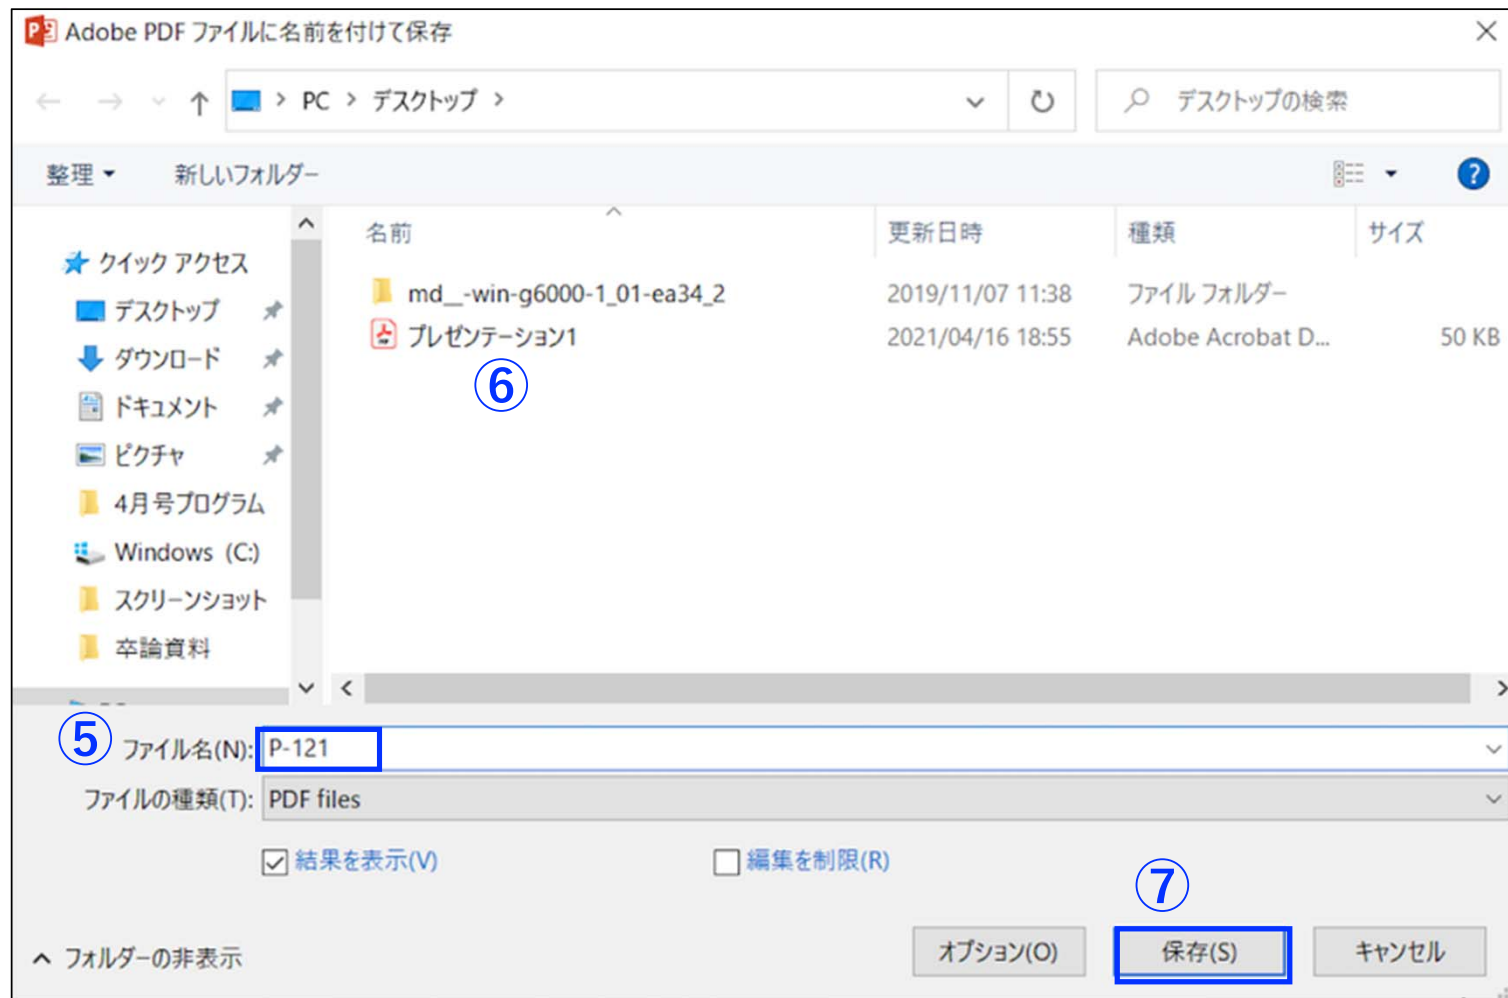 Adobe PDF ファイルに名前を付けて保存
PC > デスクトップ >
デスクトップの検索
整理 新しいフォルダー
名前 更新日時 種類 サイズ
クイック アクセス
デスクトップ
ダウンロード
ドキュメント
ピクチャ
4月号プログラム
Windows (C:)
スクリーンショット
卒論資料
md__-win-g6000-1_01-ea34_2 2019/11/07 11:38 ファイル フォルダー
プレゼンテーション1 2021/04/16 18:55 Adobe Acrobat D... 50 KB
⑥
⑤ ファイル名(N): P-121
ファイルの種類(T): PDF files
結果を表示(V) 編集を制限(R)
⑦
フォルダーの非表示 オプション(O) 保存(S) キャンセル